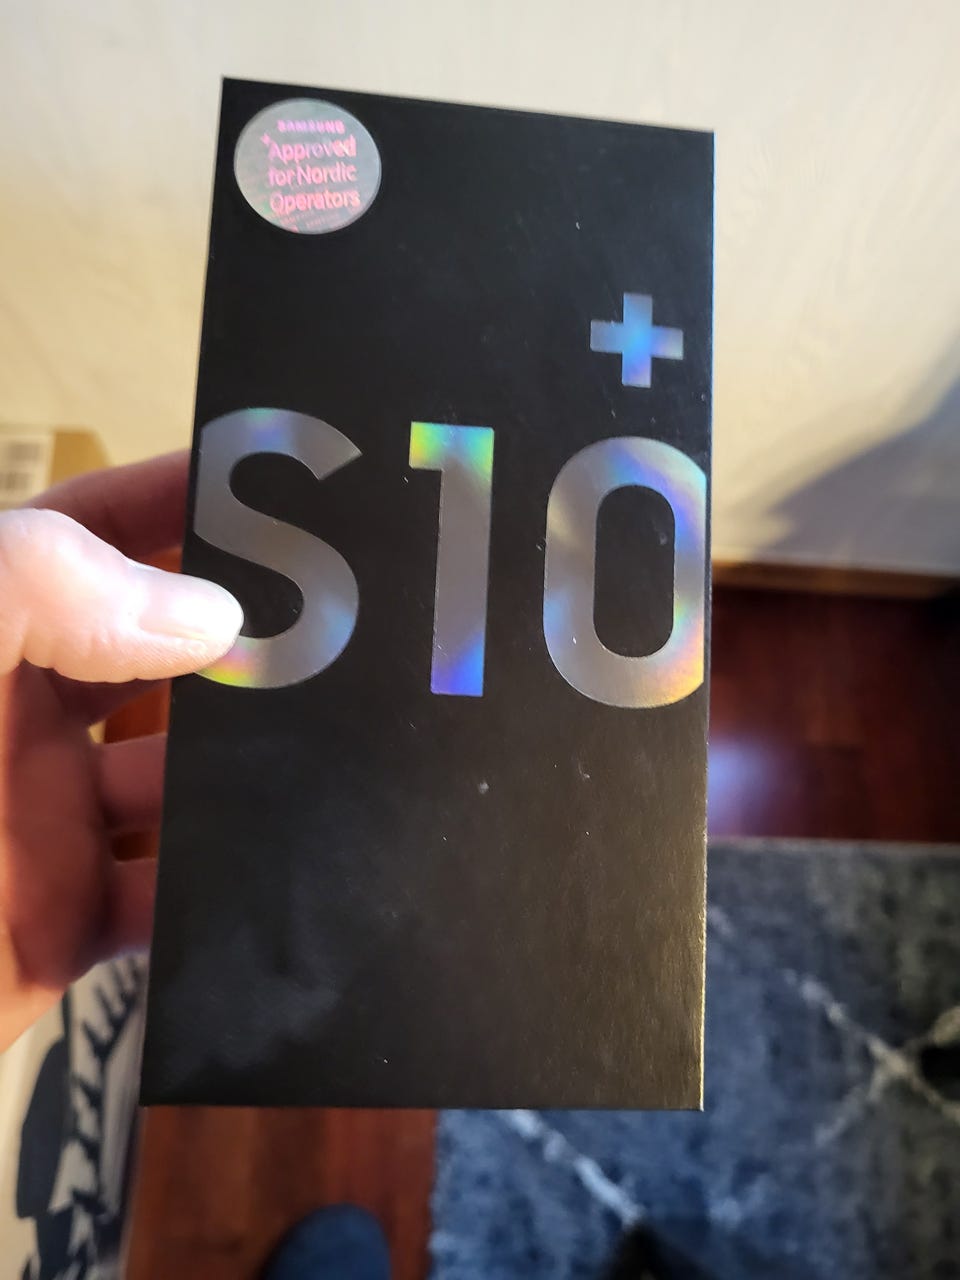 SAMSUNG
Approved
for Nordic
Operators
+
S10